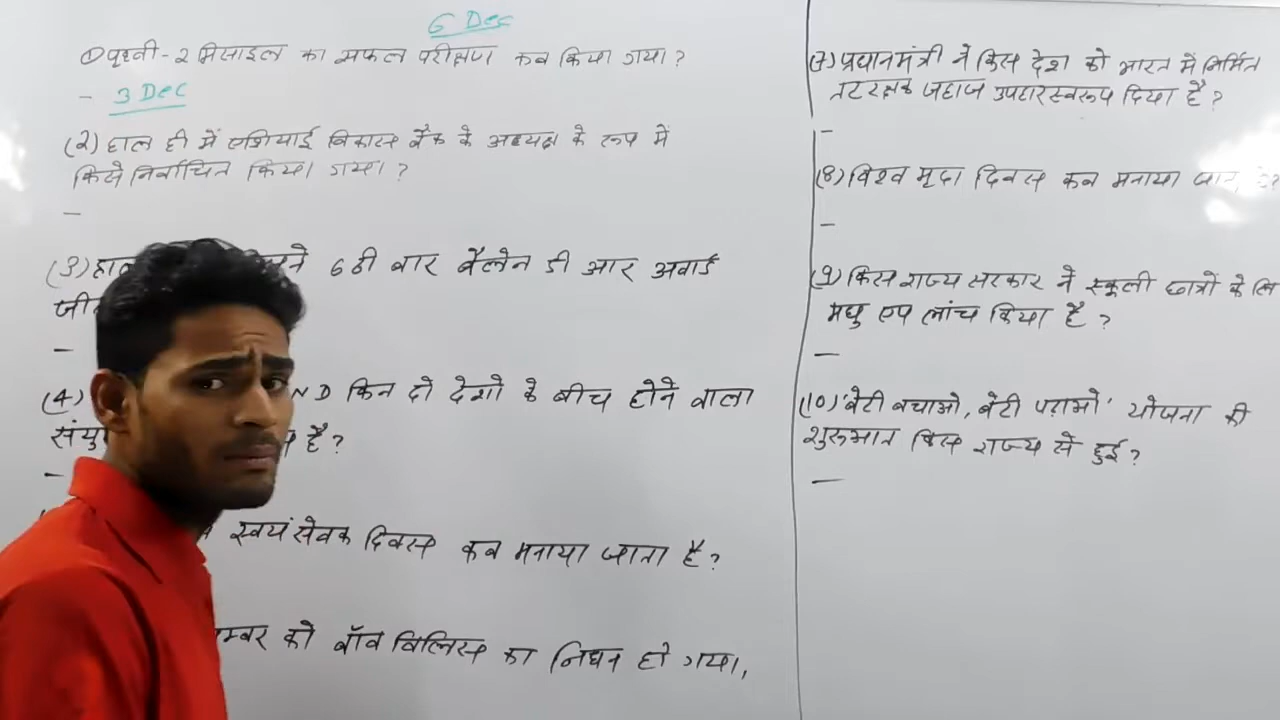 6 Dec
① पृथ्वी-२ मिसाइल का सफल परीक्षण कब किया गया?
- 3 Dec
(2) हाल ही में एशियाई विकास बैंक के अध्यक्ष के रूप में
किसे निर्वाचित किया गया?
-
(3) हाल ने 6ठी बार बैलेन डी आर अवार्ड
जी
-
(4) ND किन दो देशो के बीच होने वाला
संयु है?
-
स्वयंसेवक दिवस कब मनाया जाता है?
म्बर को बॉब विलिस का निधन हो गया,
(7) प्रधानमंत्री ने किस देश को भारत में निर्मित
तटरक्षक जहाज उपहारस्वरूप दिया है?
-
(8) विश्व मृदा दिवस कब मनाया
-
(9) किस राज्य सरकार ने स्कूली छात्रों के लि
मधु एप लांच किया है?
-
(10) 'बेटी बचाओ, बेटी पढ़ाओ' योजना की
शुरुआत किस राज्य से हुई?
-